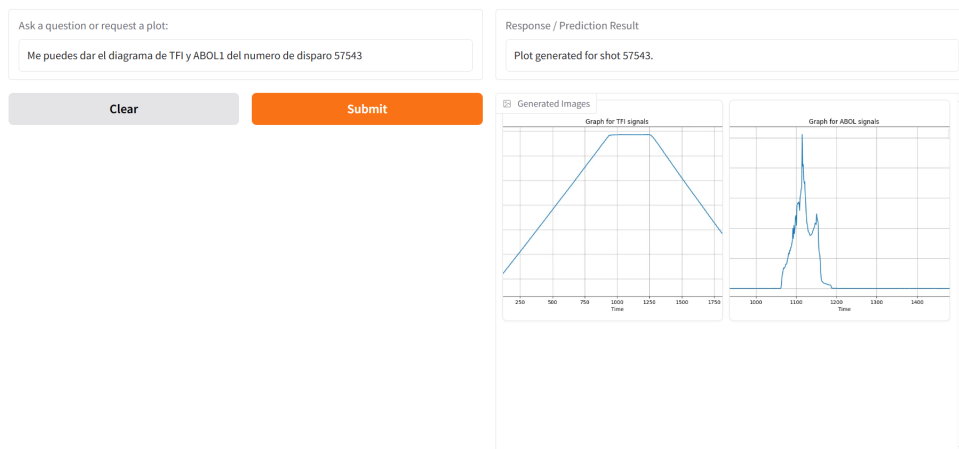 Ask a question or request a plot:
Me puedes dar el diagrama de TFI y ABOL1 del numero de disparo 57543
Clear
Submit
Response / Prediction Result
Plot generated for shot 57543.
Generated Images
Graph for TFI signals
250 500 750 1000 1250 1500 1750
Time
Graph for ABOL signals
1000 1100 1200 1300 1400
Time